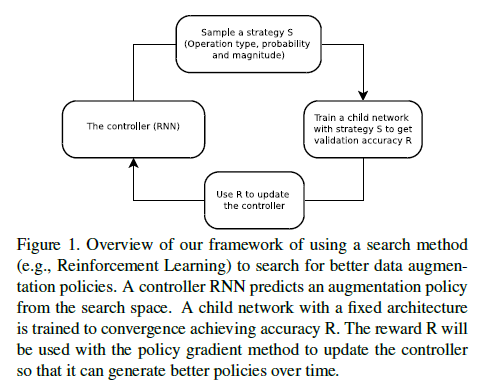 Sample a strategy S
(Operation type, probability
and magnitude)
The controller (RNN)
Train a child network
with strategy S to get
validation accuracy R
Use R to update
the controller
Figure 1. Overview of our framework of using a search method
(e.g., Reinforcement Learning) to search for better data augmen-
tation policies. A controller RNN predicts an augmentation policy
from the search space. A child network with a fixed architecture
is trained to convergence achieving accuracy R. The reward R will
be used with the policy gradient method to update the controller
so that it can generate better policies over time.